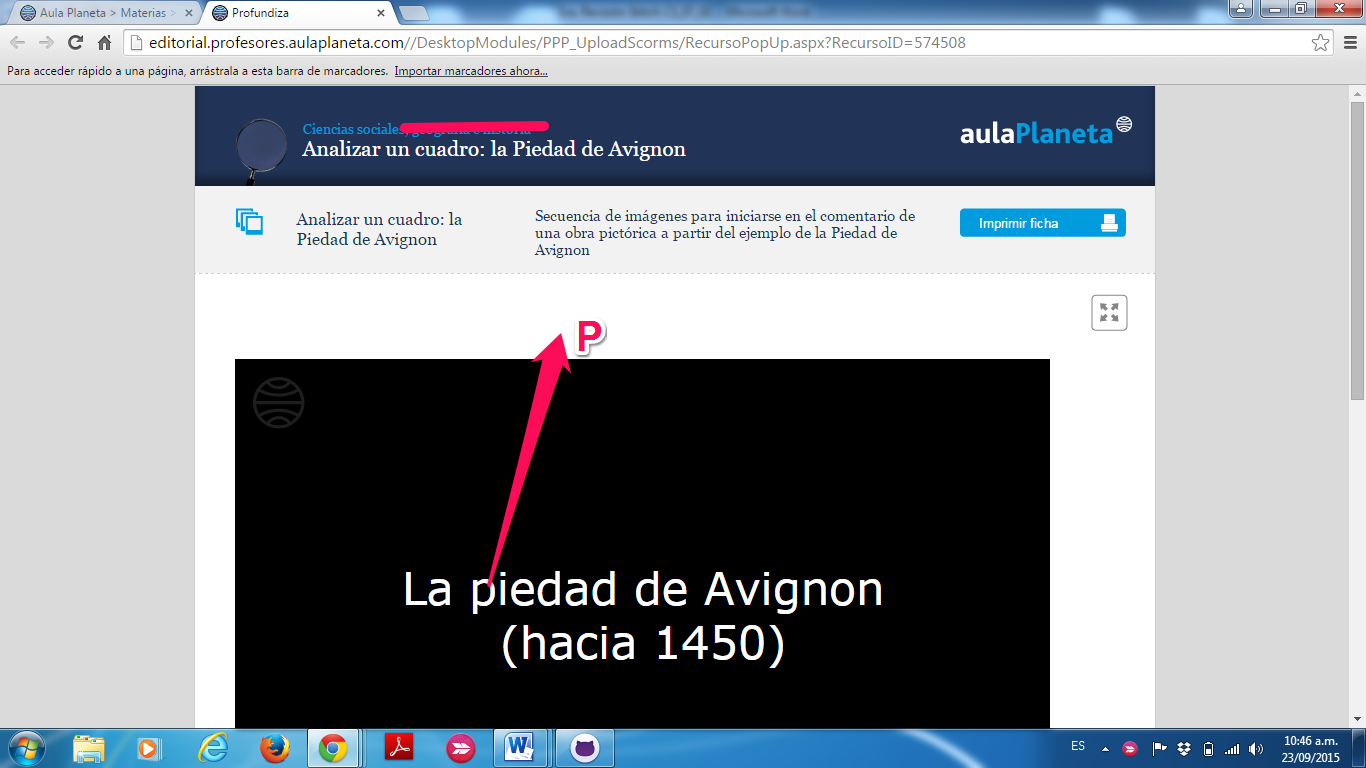 Aula Planeta > Materias >
Profundiza
editorial.profesores.aulaplaneta.com//DesktopModules/PPP_UploadScorms/RecursoPopUp.aspx?RecursoID=574508
Para acceder rápido a una página, arrástrala a esta barra de marcadores. Importar marcadores ahora...
Ciencias sociales, geografía e historia
Analizar un cuadro: la Piedad de Avignon
aulaPlaneta
Analizar un cuadro: la
Piedad de Avignon
Secuencia de imágenes para iniciarse en el comentario de
una obra pictórica a partir del ejemplo de la Piedad de
Avignon
Imprimir ficha
P
La piedad de Avignon
(hacia 1450)
ES
10:46 a.m.
23/09/2015